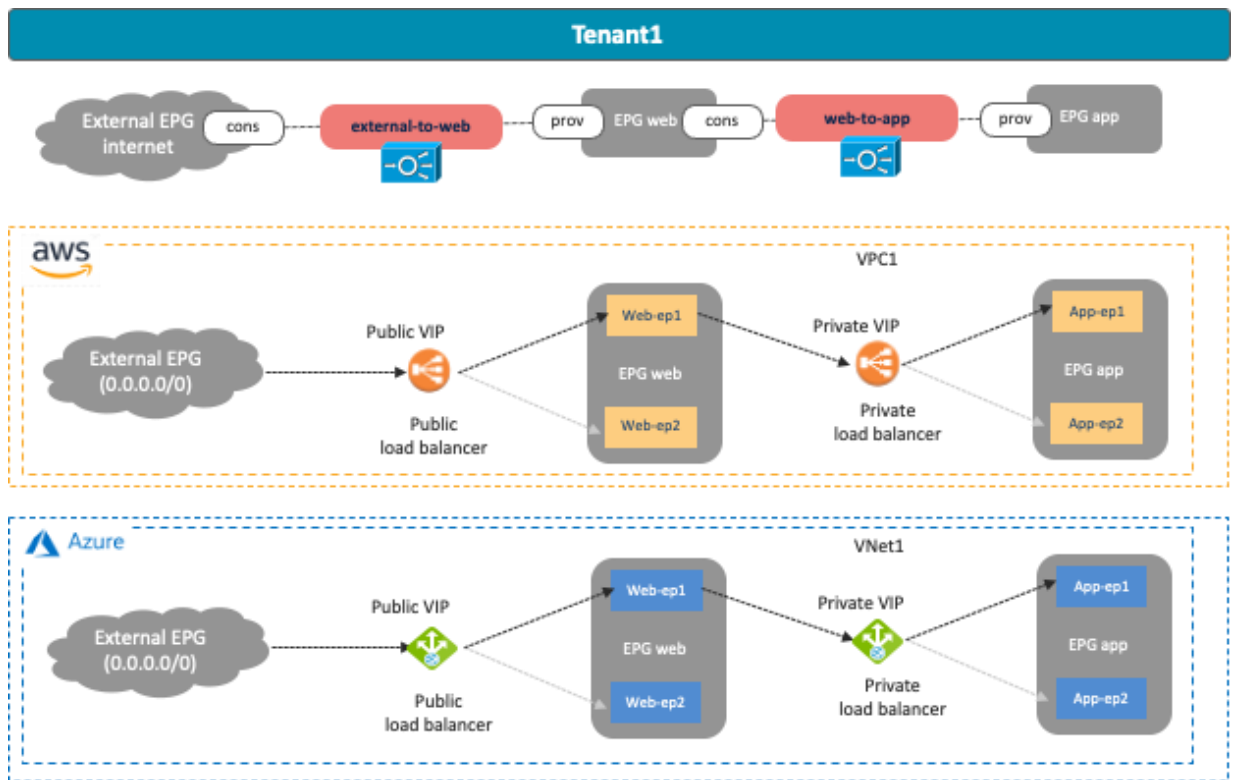 Tenant1
External EPG
internet
cons
external-to-web
prov
EPG web
cons
web-to-app
prov
EPG app
aws
VPC1
External EPG
(0.0.0.0/0)
Public VIP
Public
load balancer
Web-ep1
EPG web
Web-ep2
Private VIP
Private
load balancer
App-ep1
EPG app
App-ep2
Azure
VNet1
External EPG
(0.0.0.0/0)
Public VIP
Public
load balancer
Web-ep1
EPG web
Web-ep2
Private VIP
Private
load balancer
App-ep1
EPG app
App-ep2